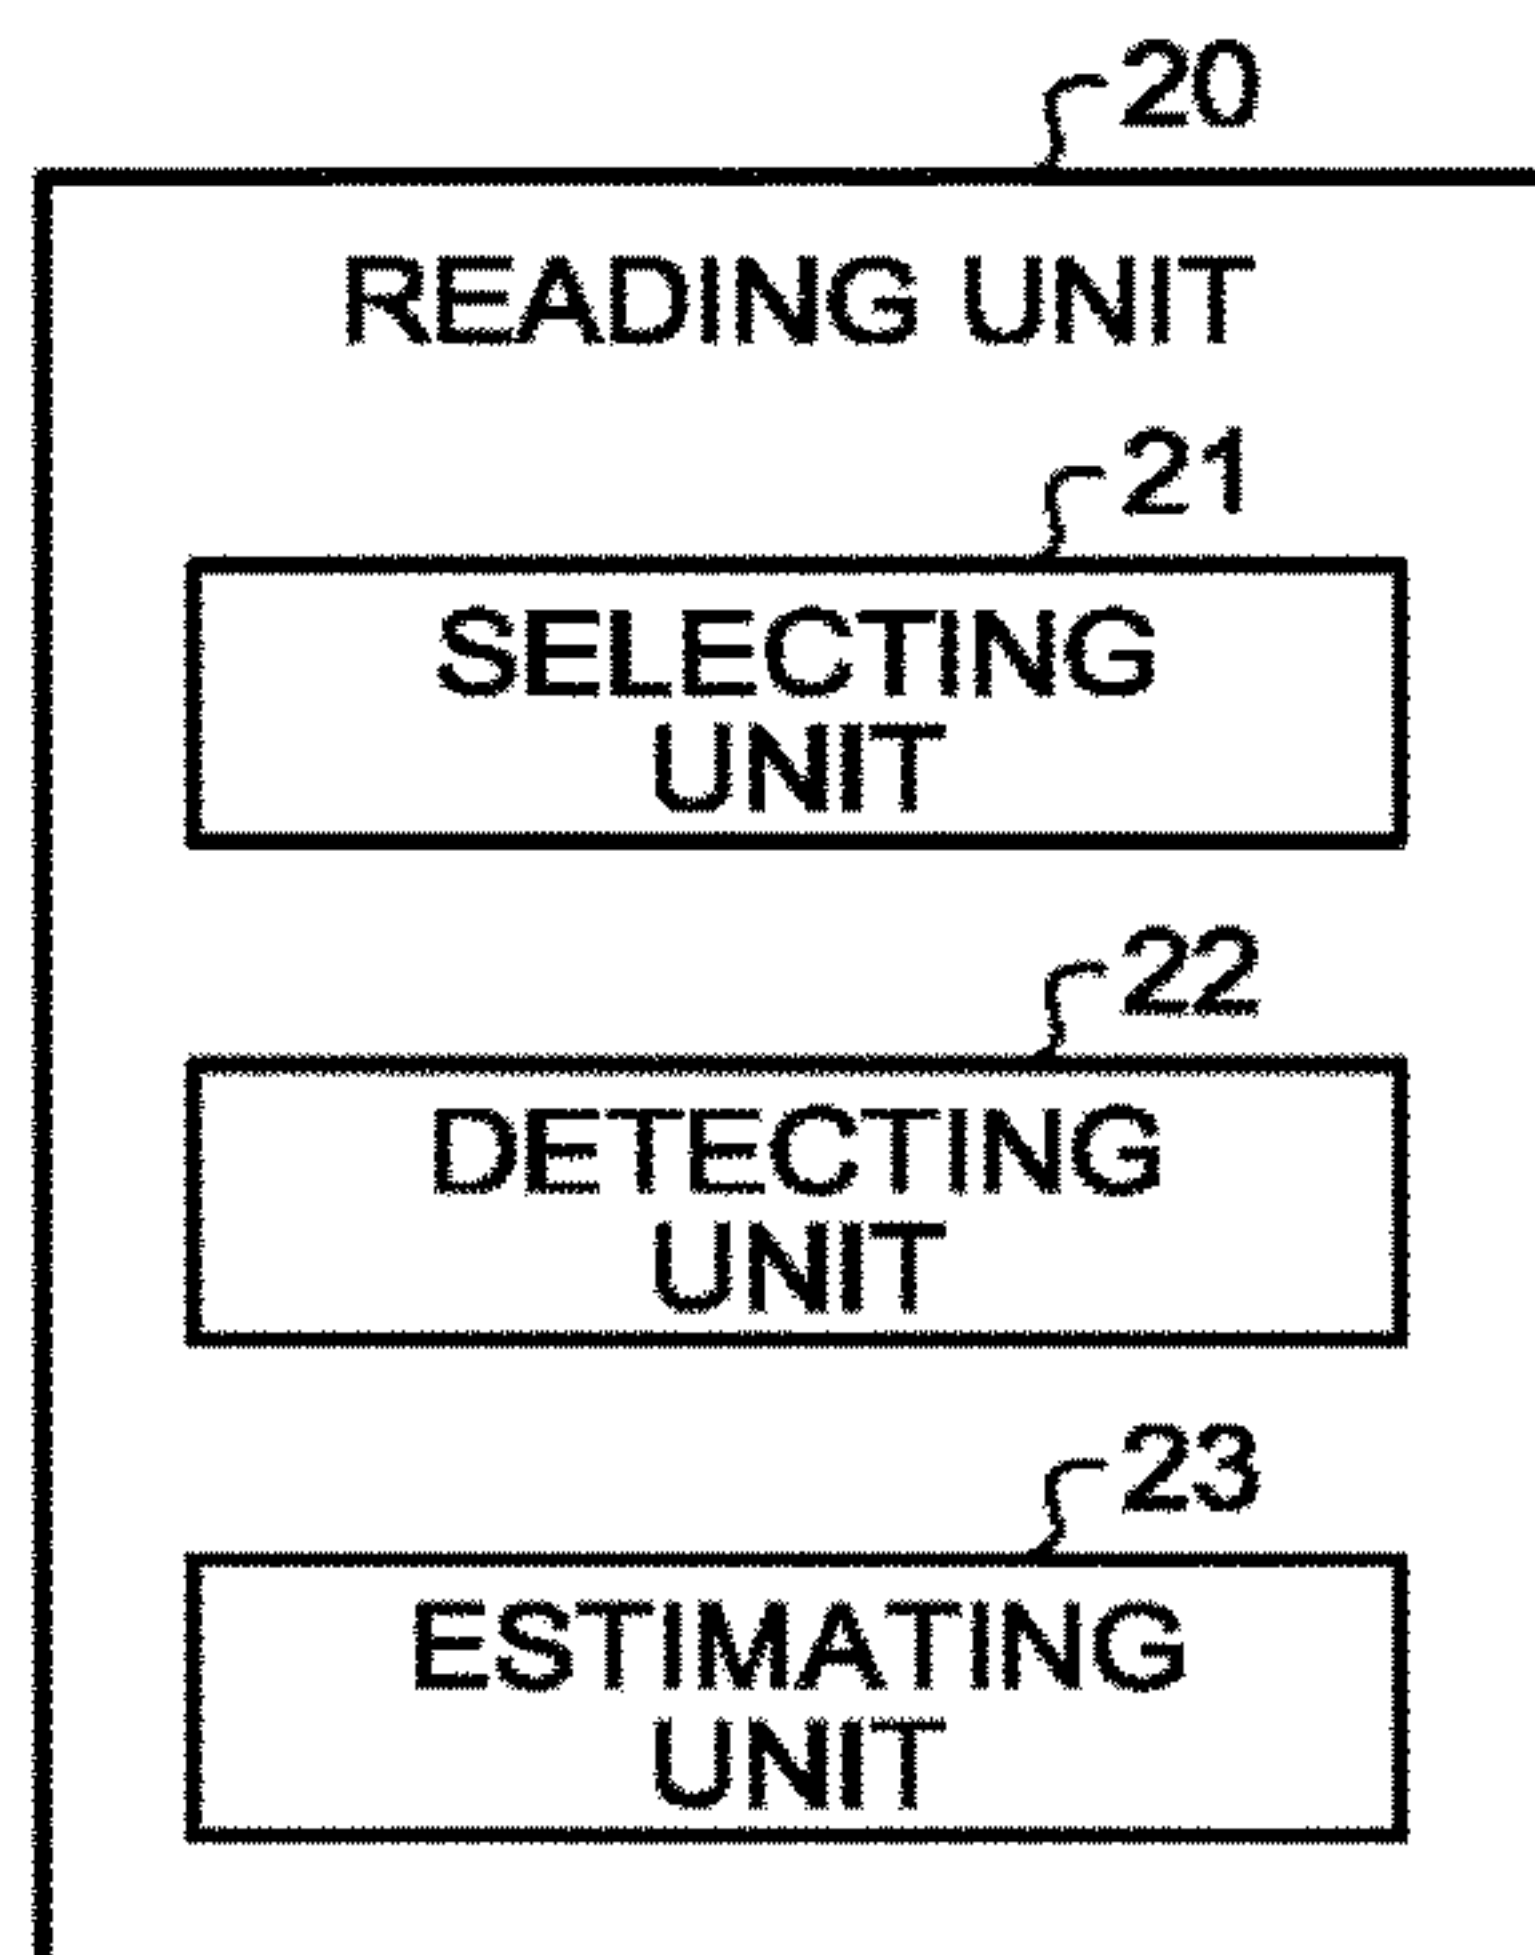 20
READING UNIT
21
SELECTING
UNIT
22
DETECTING
UNIT
23
ESTIMATING
UNIT